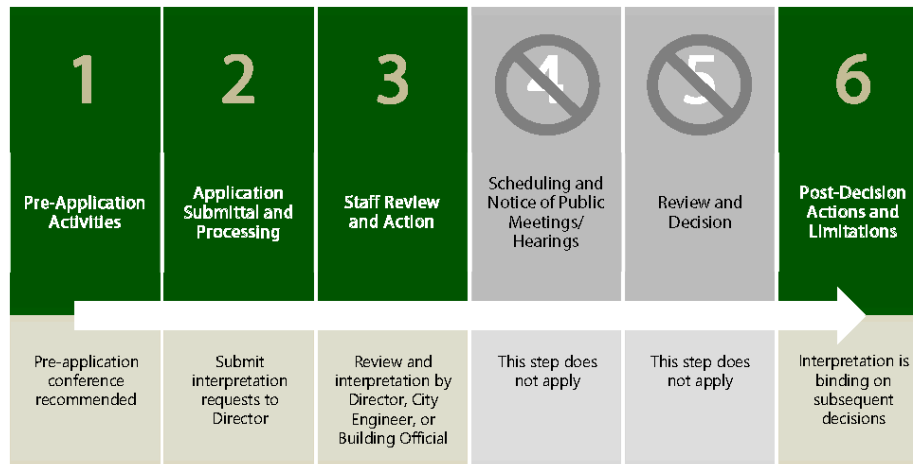 1
Pre-Application
Activities
Pre-application
conference
recommended
2
Application
Submittal and
Processing
Submit
interpretation
requests to
Director
3
Staff Review
and Action
Review and
interpretation by
Director, City
Engineer, or
Building Official
4
Scheduling and
Notice of Public
Meetings/
Hearings
This step does
not apply
5
Review and
Decision
This step does
not apply
6
Post-Decision
Actions and
Limitations
Interpretation is
binding on
subsequent
decisions